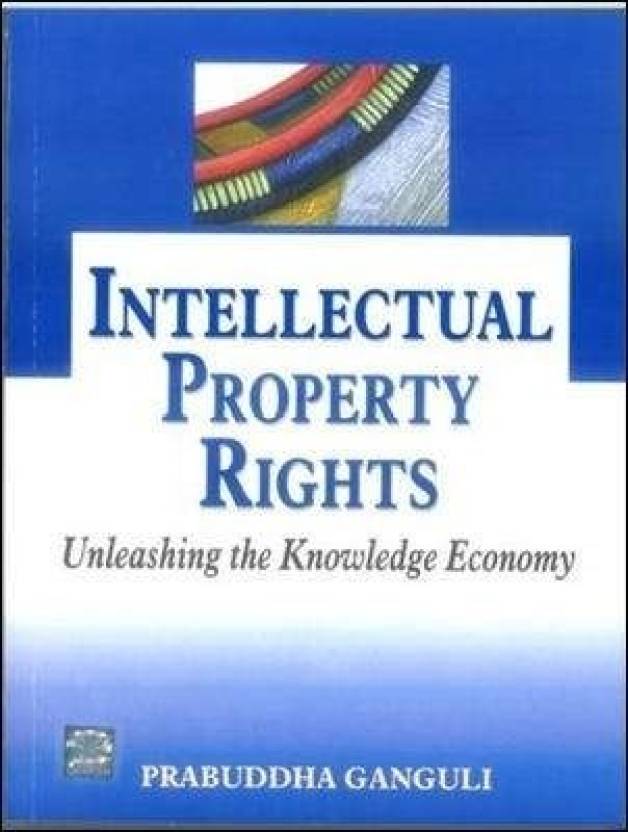 INTELLECTUAL
PROPERTY
RIGHTS
Unleashing the Knowledge Economy
PRABUDDHA GANGULI